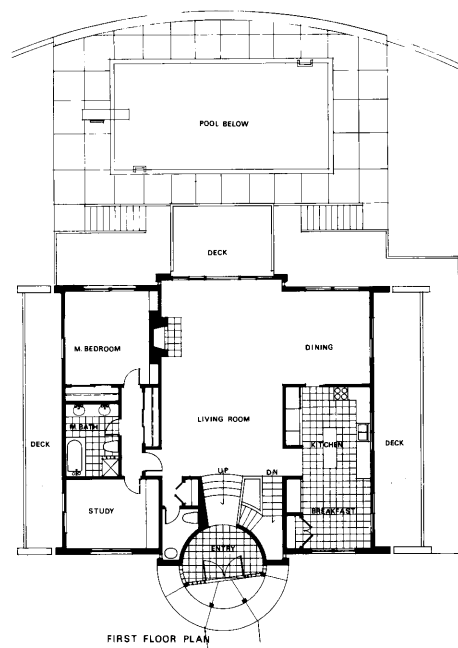 POOL BELOW
DECK
M. BEDROOM
DINING
LIVING ROOM
M. BATH
KITCHEN
DECK
DECK
UP
DN
STUDY
BREAKFAST
ENTRY
FIRST FLOOR PLAN